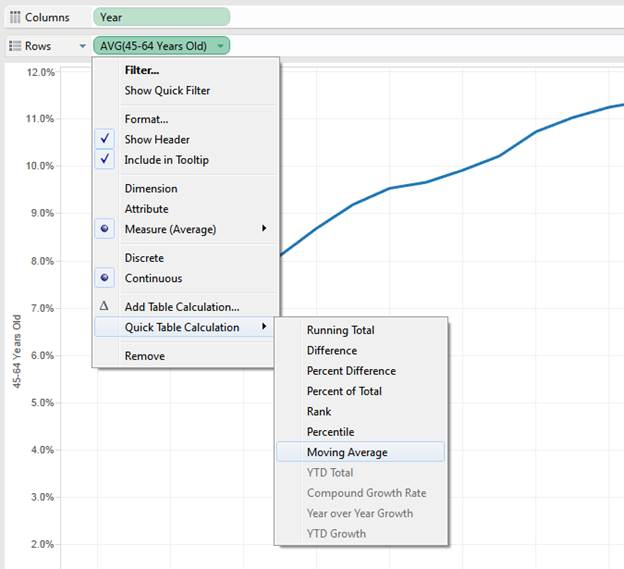 Columns
Year
Rows
AVG(45-64 Years Old)
Filter...
Show Quick Filter
Format...
Show Header
Include in Tooltip
Dimension
Attribute
Measure (Average)
Discrete
Continuous
Add Table Calculation...
Quick Table Calculation
Remove
Running Total
Difference
Percent Difference
Percent of Total
Rank
Percentile
Moving Average
YTD Total
Compound Growth Rate
Year over Year Growth
YTD Growth
45-64 Years Old
12.0%
11.0%
10.0%
9.0%
8.0%
7.0%
6.0%
5.0%
4.0%
3.0%
2.0%